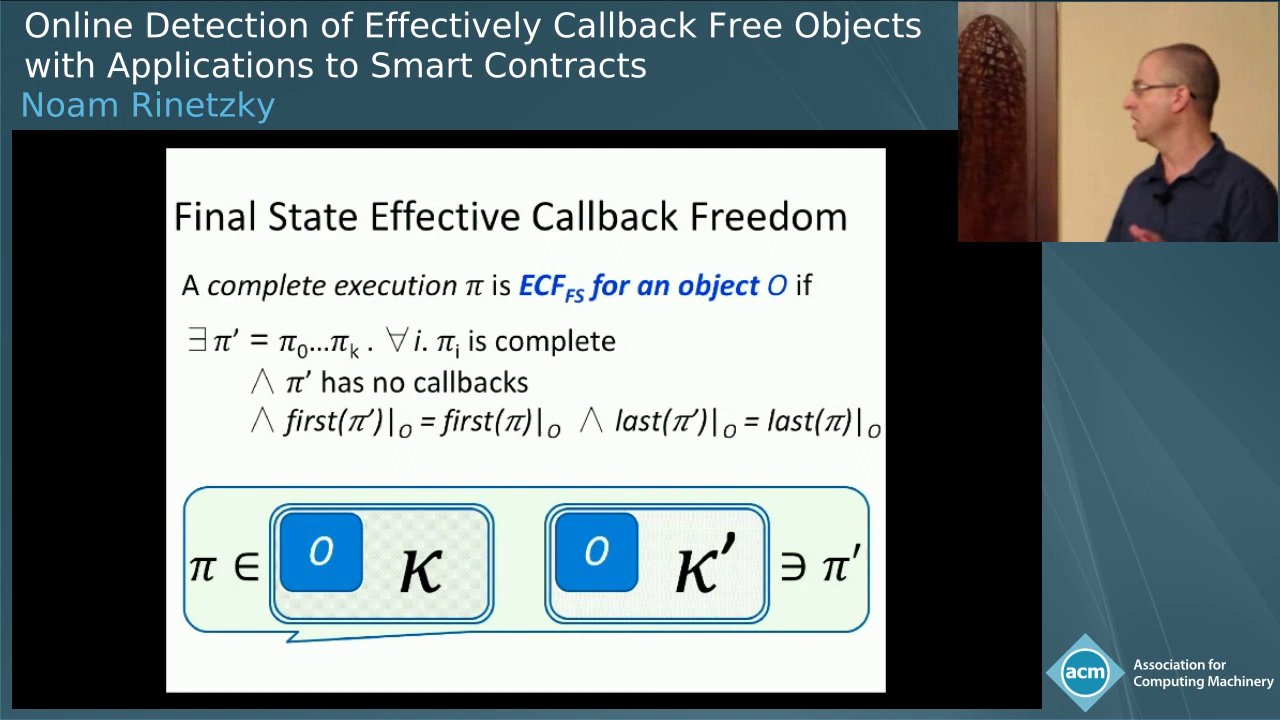 Online Detection of Effectively Callback Free Objects
with Applications to Smart Contracts
Noam Rinetzky
Final State Effective Callback Freedom
A complete execution π is ECF_FS for an object O if
∃ π’ = π₀…πₖ . ∀ i. πᵢ is complete
∧ π’ has no callbacks
∧ first(π’)|_O = first(π)|_O ∧ last(π’)|_O = last(π)|_O
π ∈ O κ O κ′ ∋ π′
acm Association for
Computing Machinery